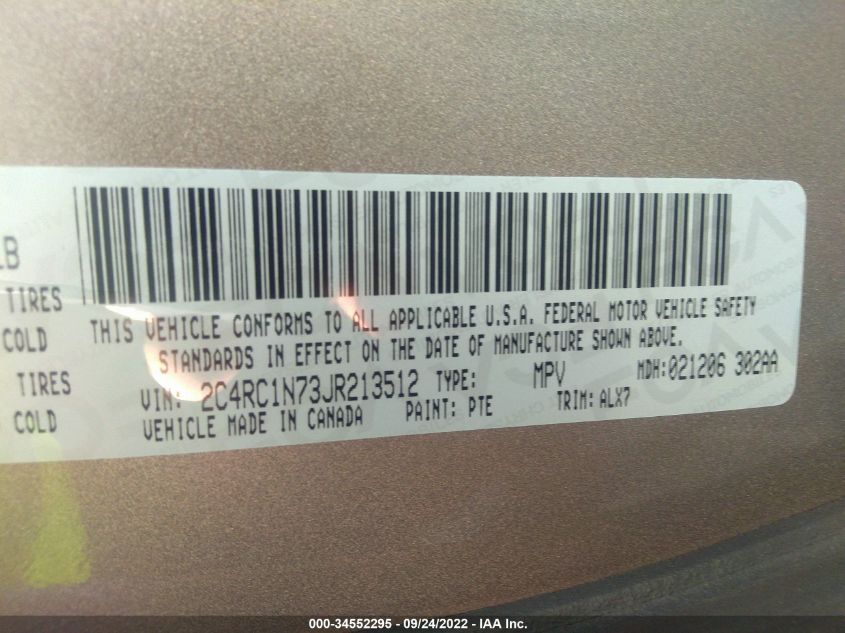 LB
TIRES
COLD
TIRES
COLD
THIS VEHICLE CONFORMS TO ALL APPLICABLE U.S.A. FEDERAL MOTOR VEHICLE SAFETY
STANDARDS IN EFFECT ON THE DATE OF MANUFACTURE SHOWN ABOVE.
VIN: 2C4RC1N73JR213512 TYPE: MPV MDH:021206 302AA
VEHICLE MADE IN CANADA PAINT: PTE TRIM: ALX7
000-34552295 - 09/24/2022 - IAA Inc.